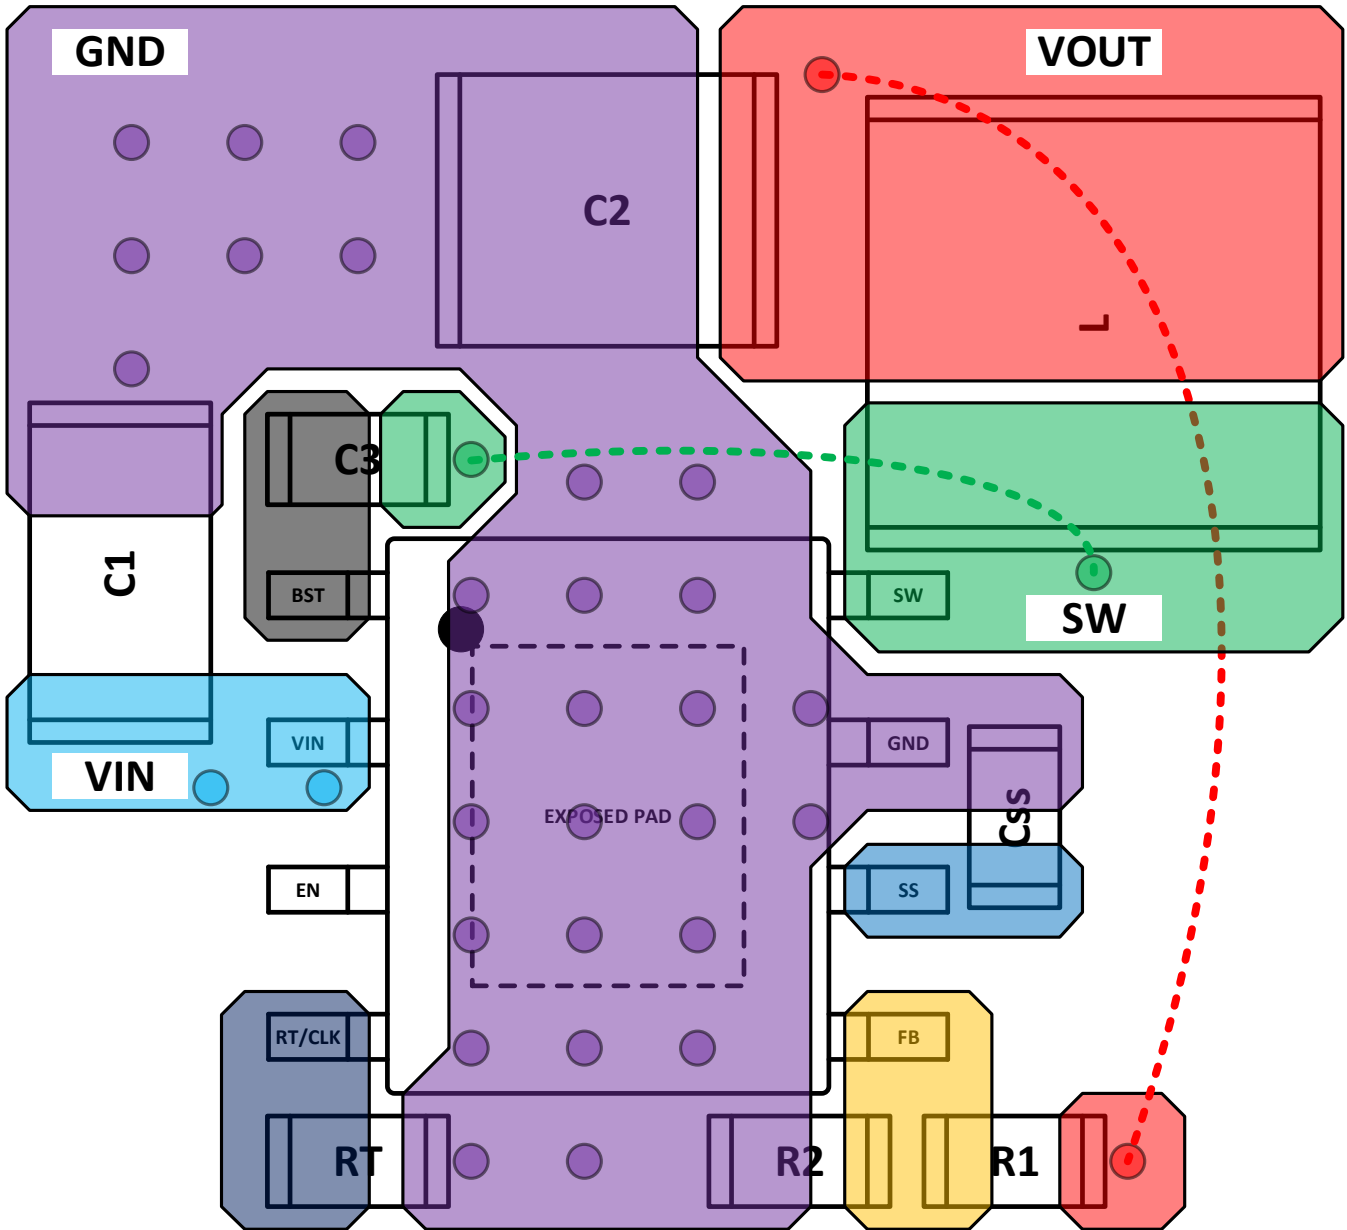 GND
VOUT
C2
L
C3
C1
BST
SW
SW
VIN
GND
VIN
EXPOSED PAD
Css
EN
SS
RT/CLK
FB
RT
R2
R1